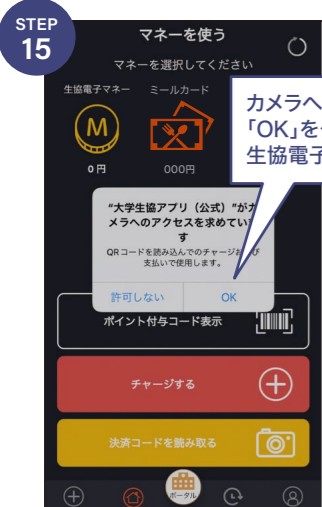 STEP
15
マネーを使う
マネーを選択してください
生協電子マネー ミールカード
M
0円 000円
カメラへ
「OK」を
生協電子
“大学生協アプリ（公式）”がカ
メラへのアクセスを求めていま
す
QRコードを読み込んでのチャージおよび
支払いで使用します。
許可しない OK
ポイント付与コード表示
チャージする
決済コードを読み取る
ポータル